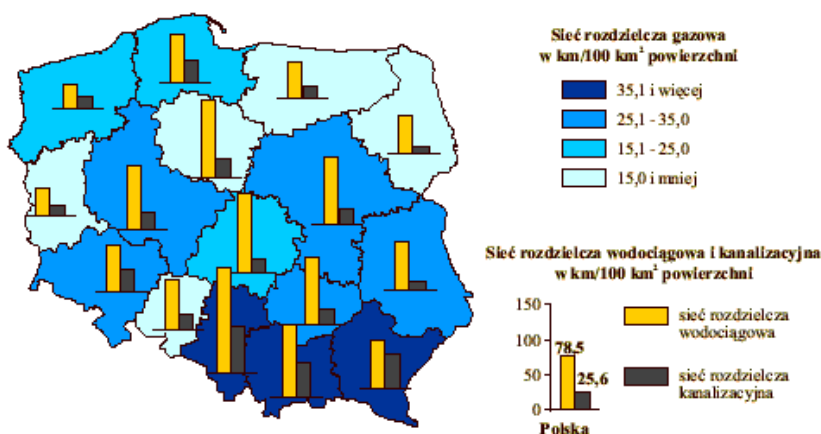 Sieć rozdzielcza gazowa
w km/100 km² powierzchni
35,1 i więcej
25,1 - 35,0
15,1 - 25,0
15,0 i mniej
Sieć rozdzielcza wodociągowa i kanalizacyjna
w km/100 km² powierzchni
150
100
50
0
78,5
25,6
Polska
sieć rozdzielcza
wodociągowa
sieć rozdzielcza
kanalizacyjna